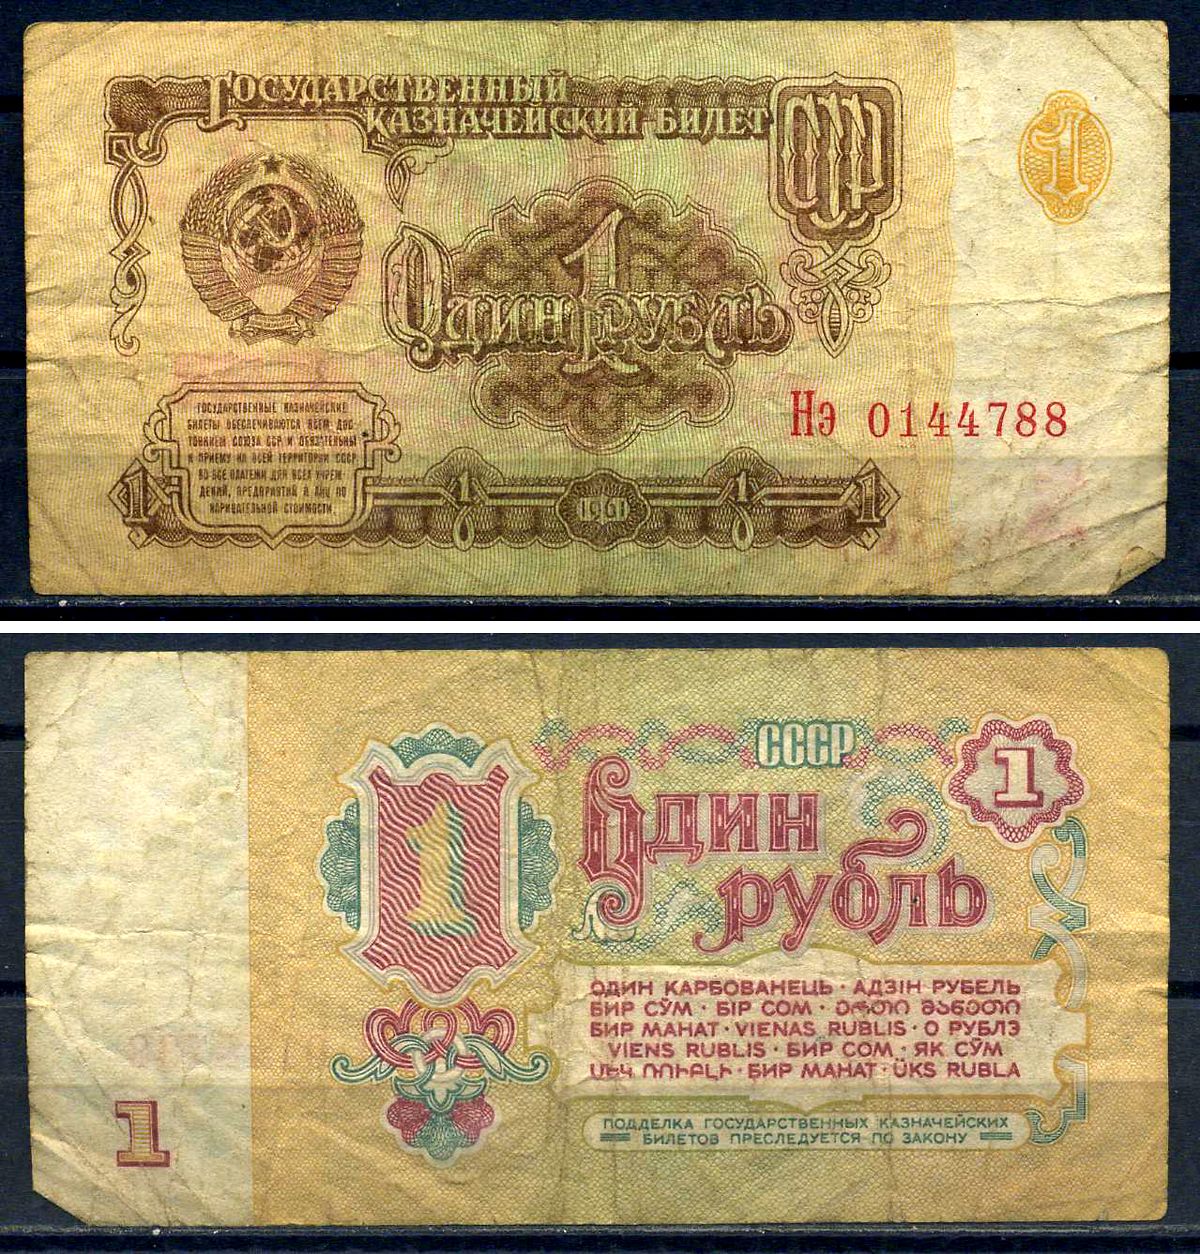 Государственный
казначейский билет
СССР
1
1
Один рубль
Нэ 0144788
ГОСУДАРСТВЕННЫЕ КАЗНАЧЕЙСКИЕ
БИЛЕТЫ ОБЕСПЕЧИВАЮТСЯ ВСЕМ ДОС-
ТОЯНИЕМ СОЮЗА ССР И ОБЯЗАТЕЛЬНЫ
К ПРИЕМУ НА ВСЕЙ ТЕРРИТОРИИ СССР
ВО ВСЕ ПЛАТЕЖИ ДЛЯ ВСЕХ УЧРЕЖ-
ДЕНИЙ, ПРЕДПРИЯТИЙ И ЛИЦ ПО
НАРИЦАТЕЛЬНОЙ СТОИМОСТИ.
1 1 1961 1 1
СССР
1
1
Один
рубль
ОДИН КАРБОВАНЕЦЬ · АДЗІН РУБЕЛЬ
БИР СЎМ · БІР СОМ · ᲔᲠᲗᲘ ᲛᲐᲜᲔᲗᲘ
БИР МАНАТ · VIENAS RUBLIS · О РУБЛЭ
VIENS RUBLIS · БИР СОМ · ЯК СЎМ
ՄԵԿ ՌՈՒԲԼԻ · БИР МАНАТ · ÜKS RUBLA
ПОДДЕЛКА ГОСУДАРСТВЕННЫХ КАЗНАЧЕЙСКИХ
БИЛЕТОВ ПРЕСЛЕДУЕТСЯ ПО ЗАКОНУ
1